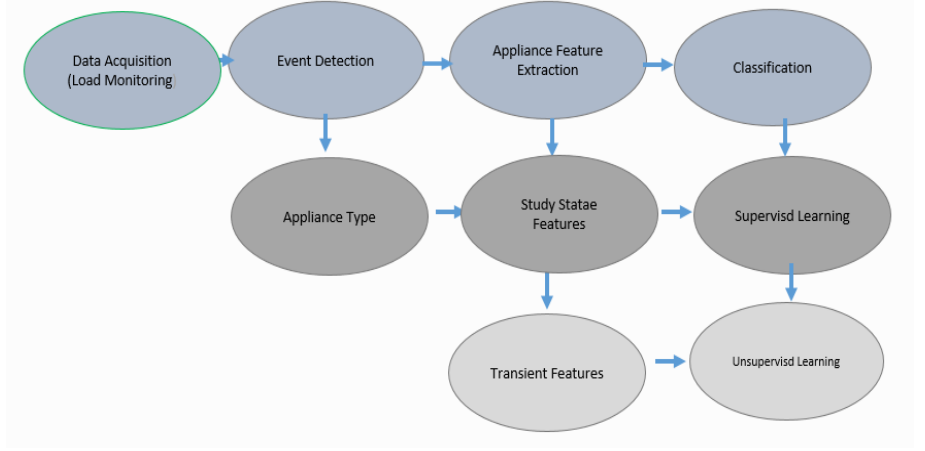 Data Acquisition
(Load Monitoring)
Event Detection
Appliance Feature
Extraction
Classification
Appliance Type
Study Statae
Features
Supervisd Learning
Transient Features
Unsupervisd Learning